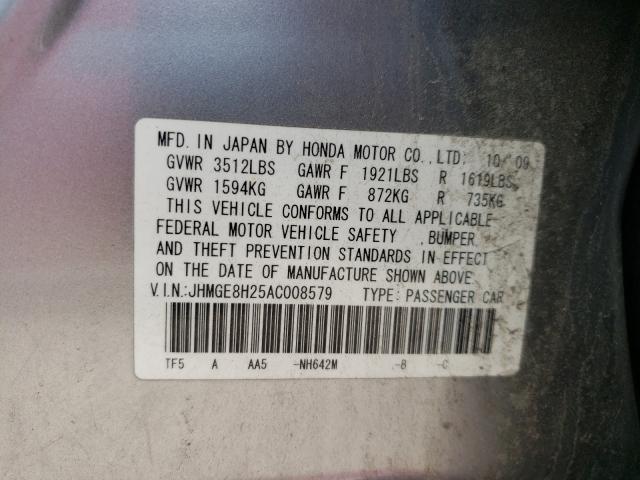 MFD. IN JAPAN BY HONDA MOTOR CO., LTD: 10 09
GVWR 3512LBS GAWR F 1921LBS R 1619LBS
GVWR 1594KG GAWR F 872KG R 735KG
THIS VEHICLE CONFORMS TO ALL APPLICABLE
FEDERAL MOTOR VEHICLE SAFETY , BUMPER
AND THEFT PREVENTION STANDARDS IN EFFECT
ON THE DATE OF MANUFACTURE SHOWN ABOVE
V.I.N:JHMGE8H25AC008579 TYPE: PASSENGER CAR
TF5 A AA5 -NH642M .-B -C